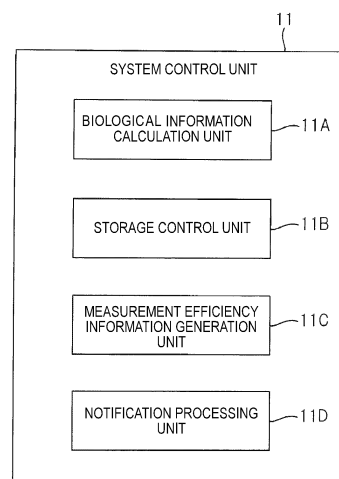 11
SYSTEM CONTROL UNIT
BIOLOGICAL INFORMATION
CALCULATION UNIT
11A
STORAGE CONTROL UNIT
11B
MEASUREMENT EFFICIENCY
INFORMATION GENERATION
UNIT
11C
NOTIFICATION PROCESSING
UNIT
11D